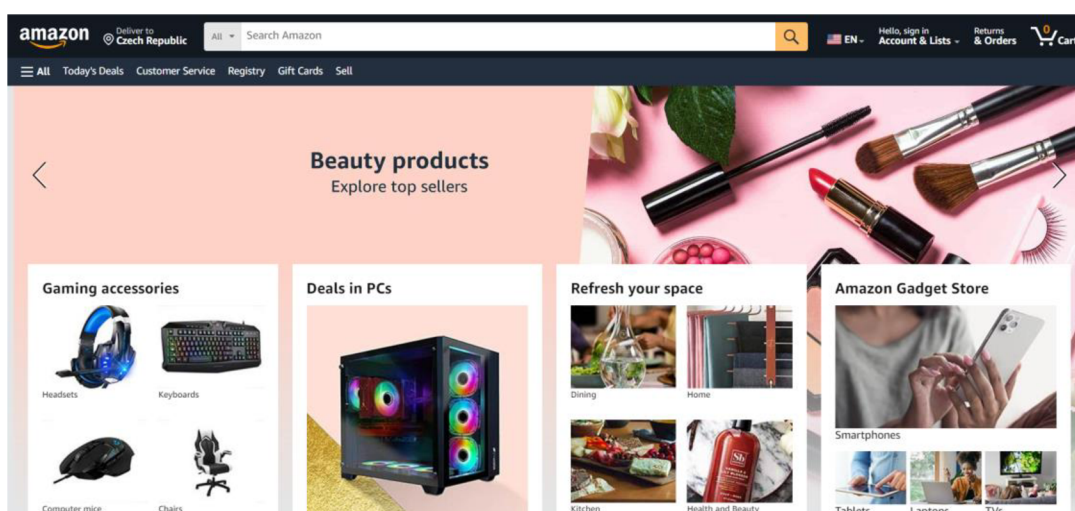 amazon
Deliver to
Czech Republic
All
Search Amazon
EN
Hello, sign in
Account & Lists
Returns
& Orders
0
Cart
All
Today's Deals
Customer Service
Registry
Gift Cards
Sell
Beauty products
Explore top sellers
Gaming accessories
Deals in PCs
Refresh your space
Amazon Gadget Store
Headsets
Keyboards
Dining
Home
Smartphones
Computer mice
Chairs
Kitchen
Health and Beauty
Tablets
Laptops
TVs